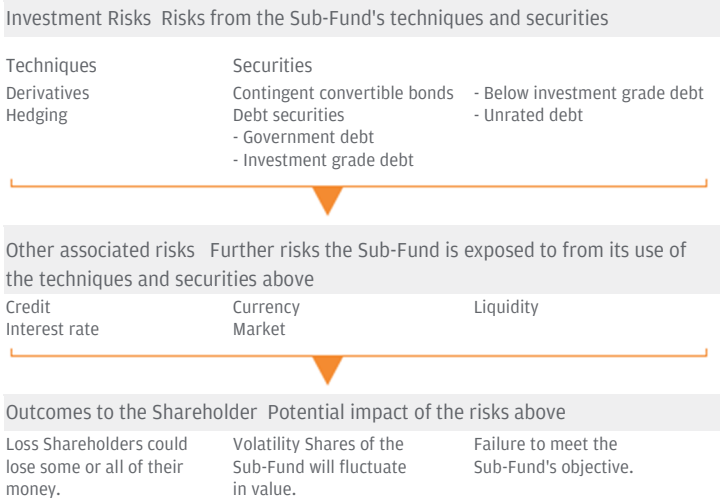 Investment Risks Risks from the Sub-Fund's techniques and securities
Techniques
Derivatives
Hedging
Securities
Contingent convertible bonds
Debt securities
- Government debt
- Investment grade debt
- Below investment grade debt
- Unrated debt
Other associated risks Further risks the Sub-Fund is exposed to from its use of
the techniques and securities above
Credit
Interest rate
Currency
Market
Liquidity
Outcomes to the Shareholder Potential impact of the risks above
Loss Shareholders could
lose some or all of their
money.
Volatility Shares of the
Sub-Fund will fluctuate
in value.
Failure to meet the
Sub-Fund's objective.